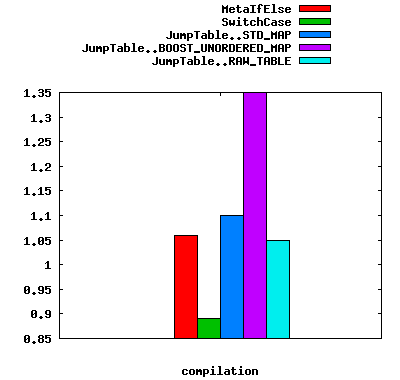 MetaIfElse
SwitchCase
JumpTable..STD_MAP
JumpTable..BOOST_UNORDERED_MAP
JumpTable..RAW_TABLE
1.35
1.3
1.25
1.2
1.15
1.1
1.05
1
0.95
0.9
0.85
compilation